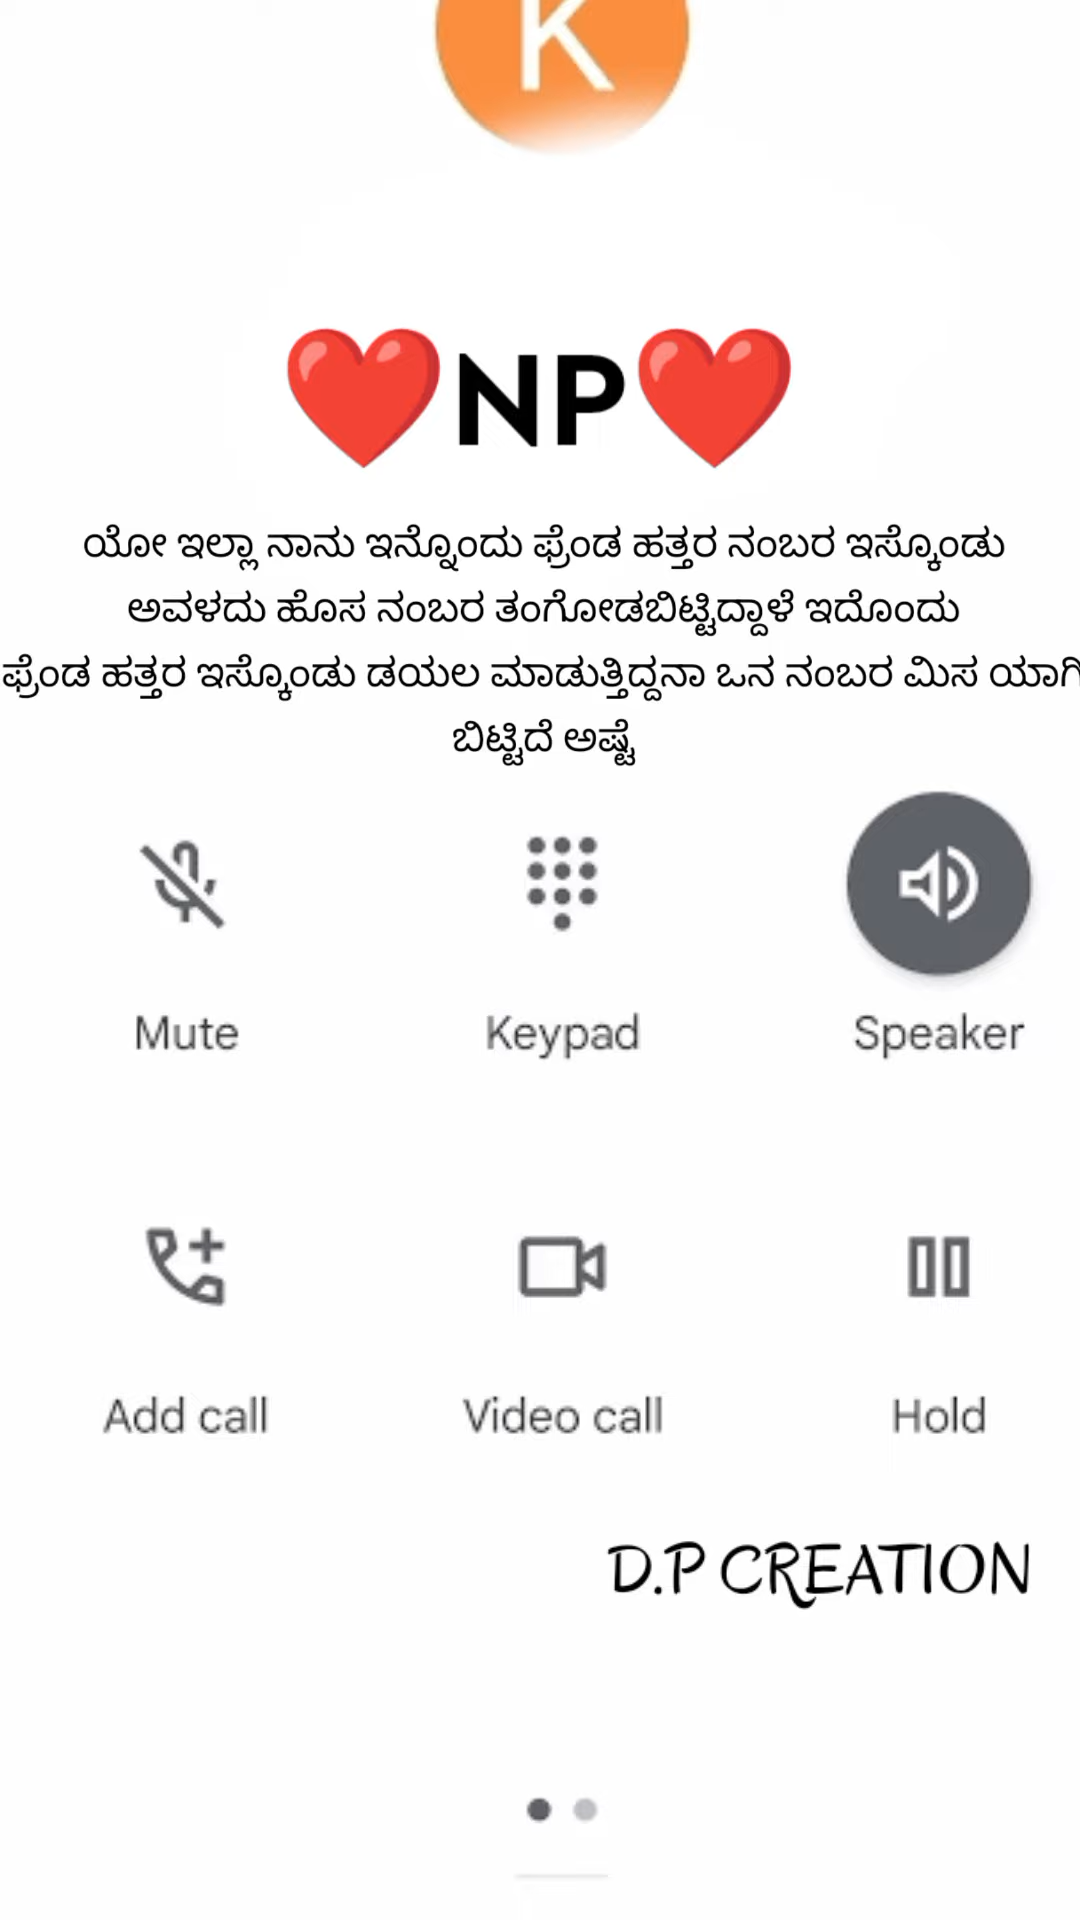 K
❤️NP❤️
ಯೋ ಇಲ್ಲಾ ನಾನು ಇನ್ನೊಂದು ಫ್ರೆಂಡ ಹತ್ತರ ನಂಬರ ಇಸ್ಕೊಂಡು
ಅವಳದು ಹೊಸ ನಂಬರ ತಂಗೋಡಬಿಟ್ಟಿದ್ದಾಳೆ ಇದೊಂದು
ಫ್ರೆಂಡ ಹತ್ತರ ಇಸ್ಕೊಂಡು ಡಯಲ ಮಾಡುತ್ತಿದ್ದನಾ ಒನ ನಂಬರ ಮಿಸ ಯಾಗಿ
ಬಿಟ್ಟಿದೆ ಅಷ್ಟೆ
Mute Keypad Speaker
Add call Video call Hold
D.P CREATION